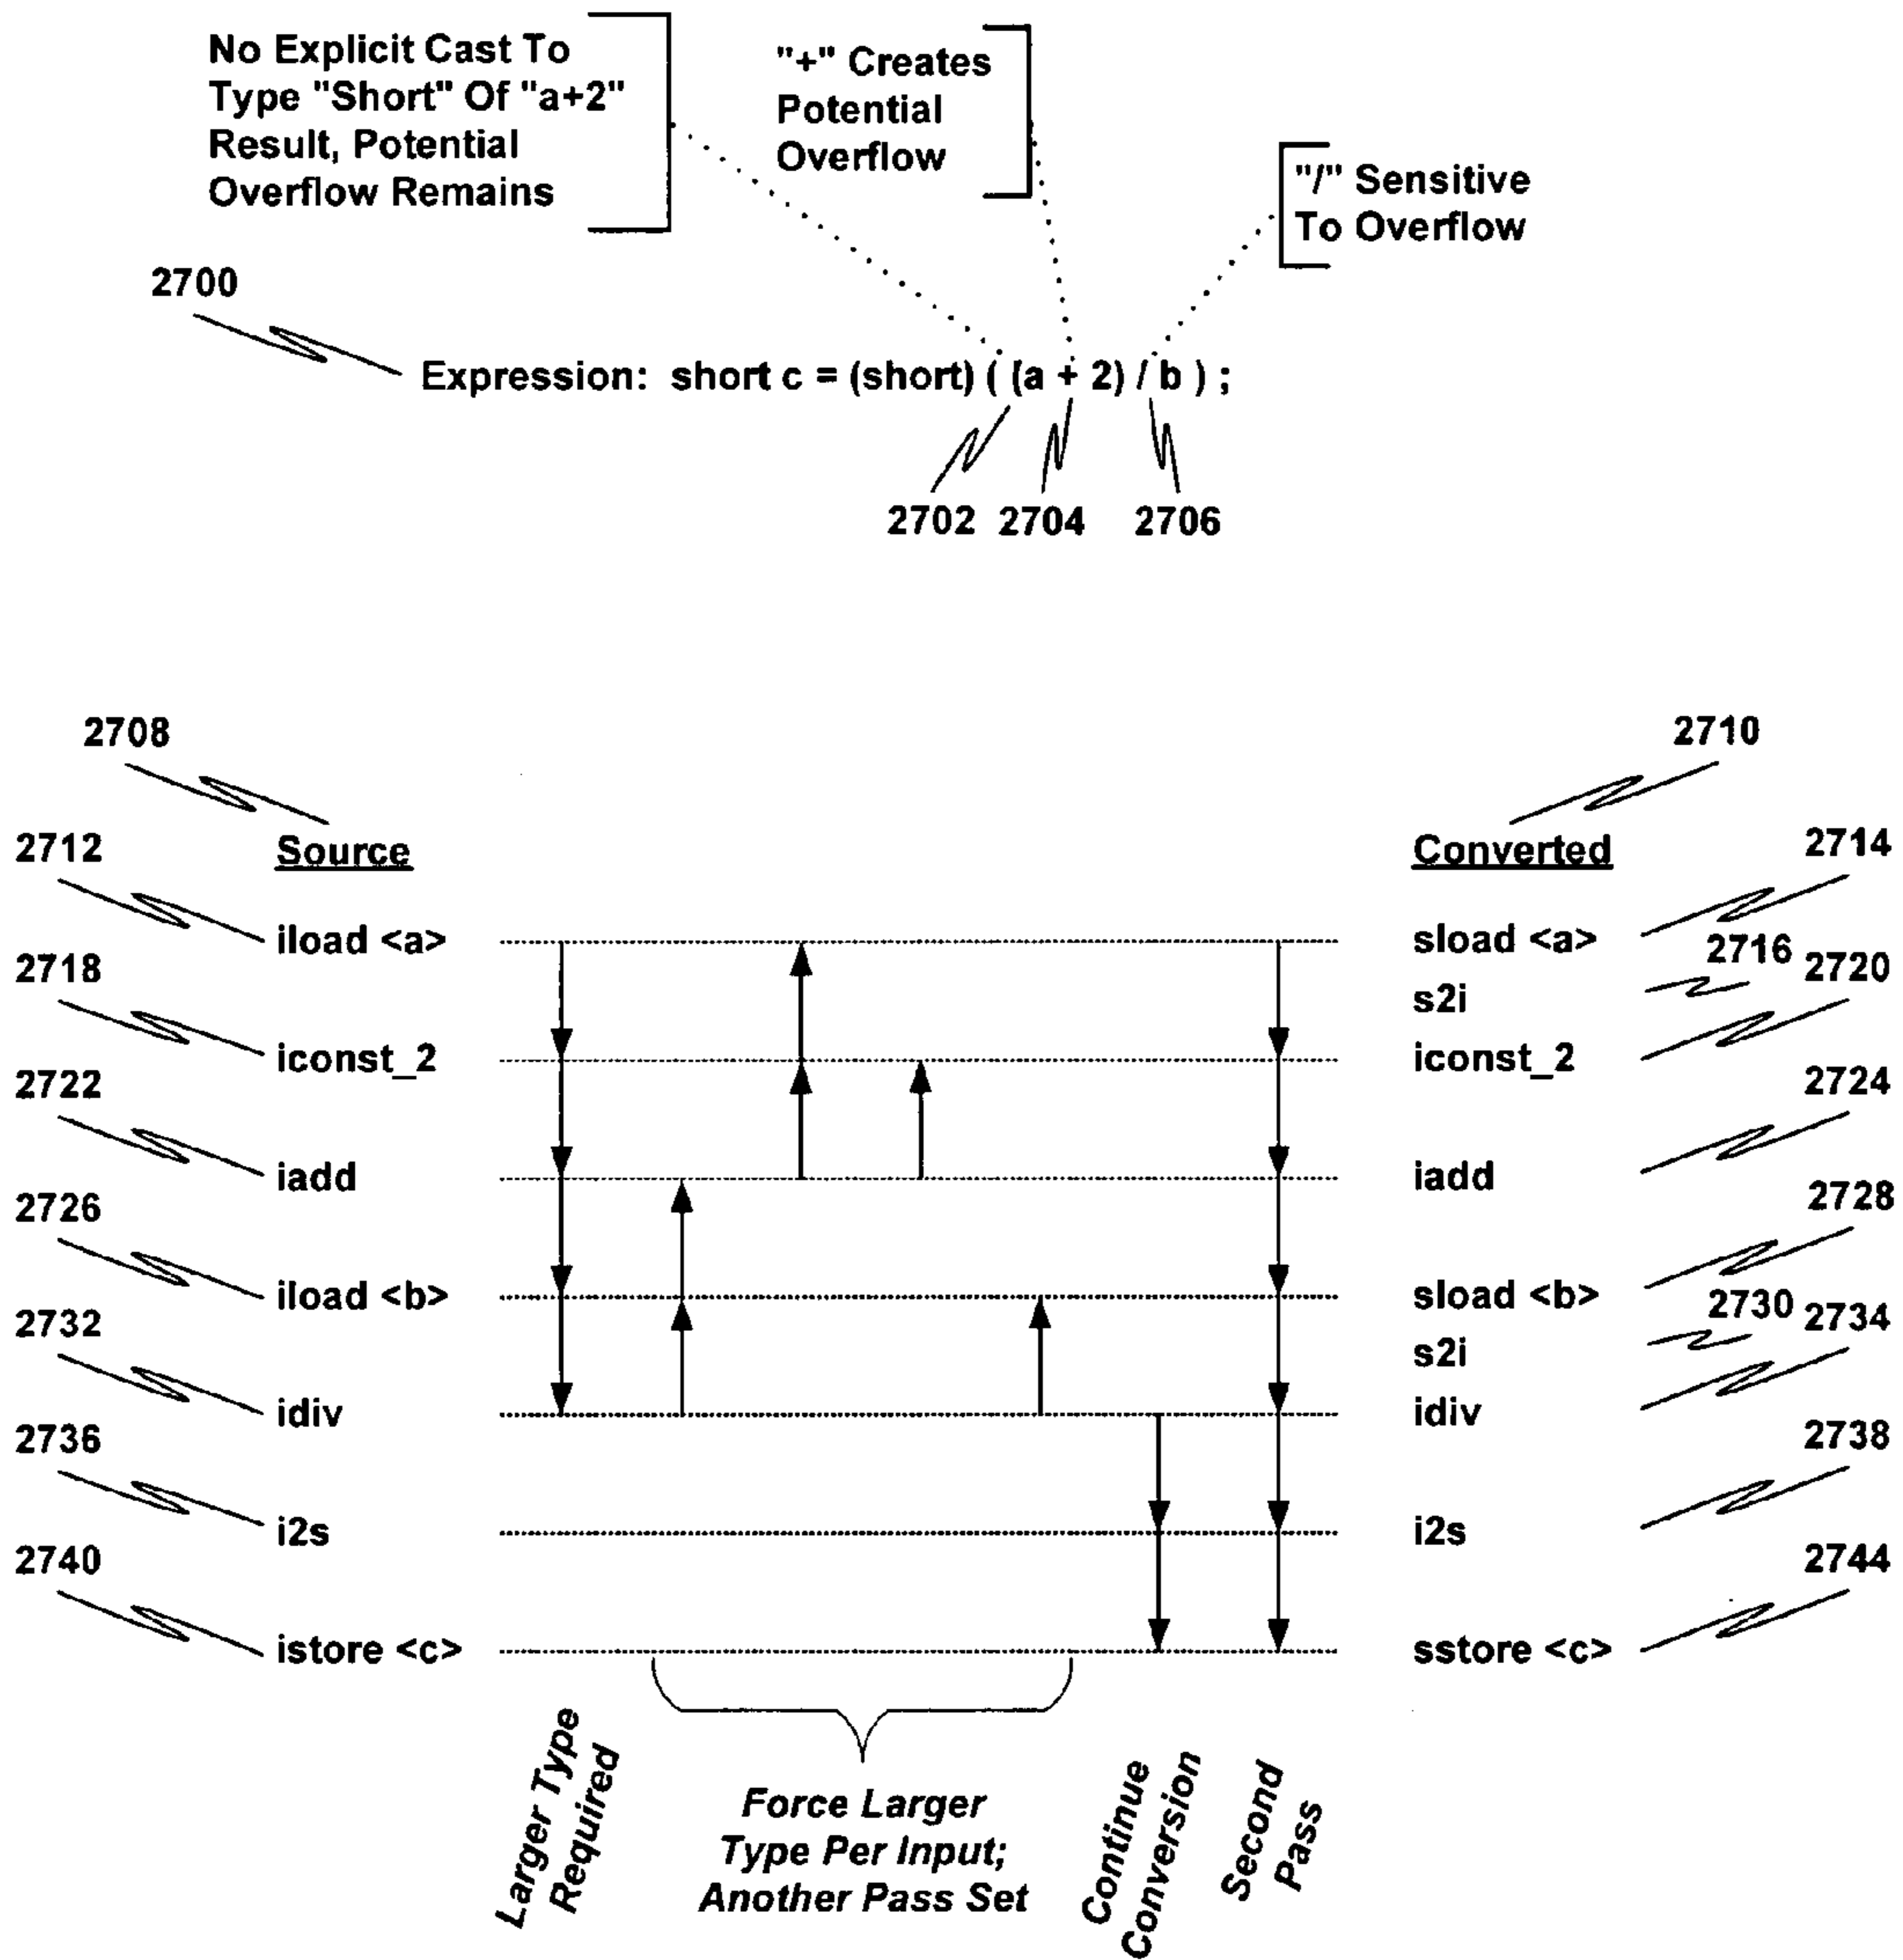 No Explicit Cast To
Type "Short" Of "a+2"
Result, Potential
Overflow Remains
"+" Creates
Potential
Overflow
"/" Sensitive
To Overflow
2700
Expression: short c = (short) ( (a + 2) / b ) ;
2702 2704 2706
2708
2710
2712
Source
Converted
2714
iload <a>
sload <a>
2716
2718
s2i
2720
iconst_2
iconst_2
2722
2724
iadd
iadd
2726
2728
iload <b>
sload <b>
2730
2732
s2i
2734
idiv
idiv
2736
2738
i2s
i2s
2740
2744
istore <c>
sstore <c>
Larger Type
Required
Force Larger
Type Per Input;
Another Pass Set
Continue
Conversion
Second
Pass